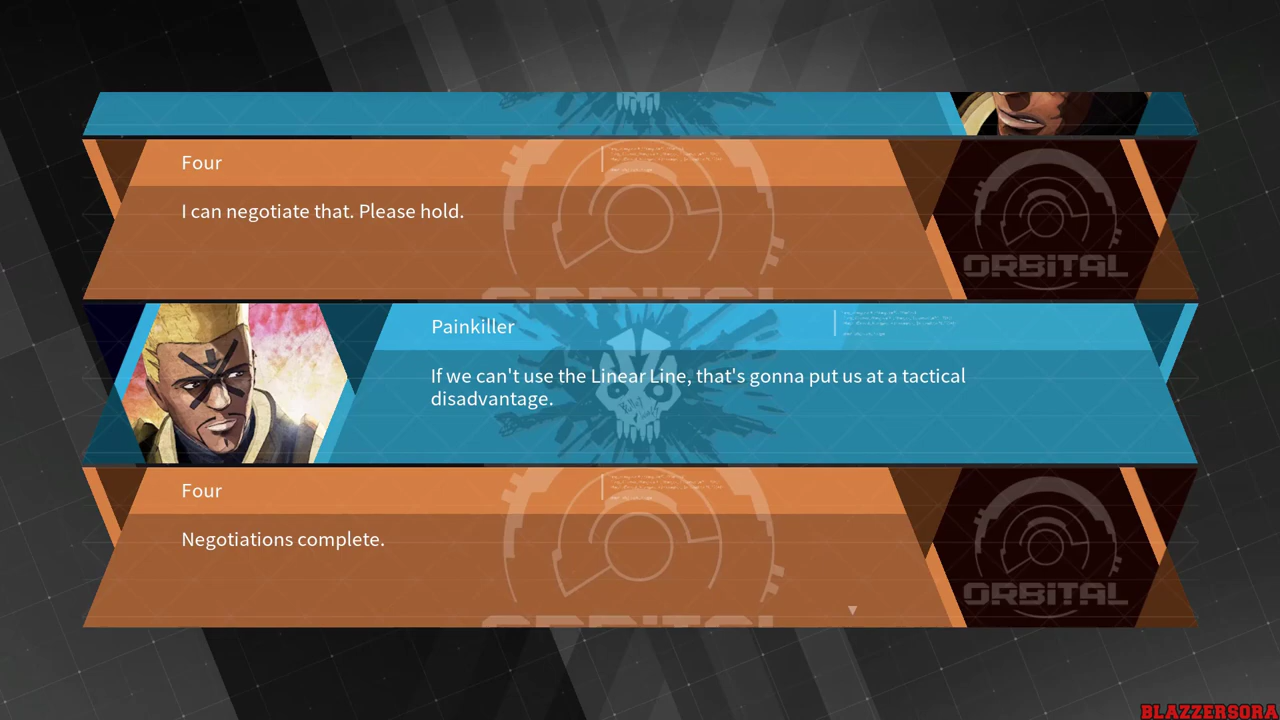 Four
I can negotiate that. Please hold.
ORBITAL
Painkiller
If we can't use the Linear Line, that's gonna put us at a tactical
disadvantage.
Four
Negotiations complete.
ORBITAL
BLAZZERSORA